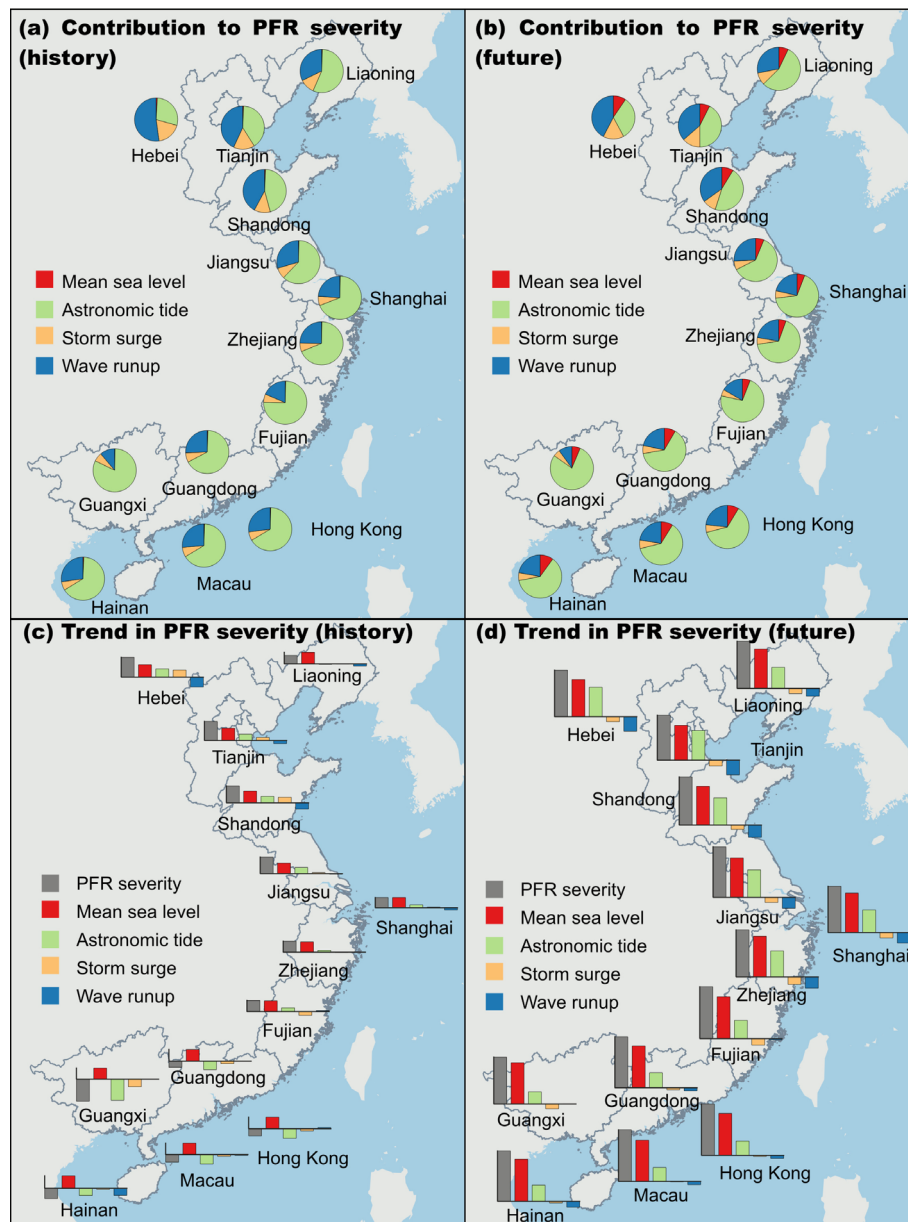 (a) Contribution to PFR severity
(history)
Liaoning
Hebei
Tianjin
Shandong
Jiangsu
Mean sea level
Astronomic tide
Storm surge
Wave runup
Shanghai
Zhejiang
Fujian
Guangdong
Guangxi
Hong Kong
Macau
Hainan
(b) Contribution to PFR severity
(future)
Liaoning
Hebei
Tianjin
Shandong
Jiangsu
Mean sea level
Astronomic tide
Storm surge
Wave runup
Shanghai
Zhejiang
Fujian
Guangdong
Guangxi
Hong Kong
Macau
Hainan
(c) Trend in PFR severity (history)
Liaoning
Hebei
Tianjin
Shandong
Jiangsu
PFR severity
Mean sea level
Astronomic tide
Storm surge
Wave runup
Shanghai
Zhejiang
Fujian
Guangdong
Guangxi
Hong Kong
Macau
Hainan
(d) Trend in PFR severity (future)
Liaoning
Hebei
Tianjin
Shandong
PFR severity
Mean sea level
Astronomic tide
Storm surge
Wave runup
Jiangsu
Shanghai
Zhejiang
Fujian
Guangdong
Guangxi
Hong Kong
Macau
Hainan